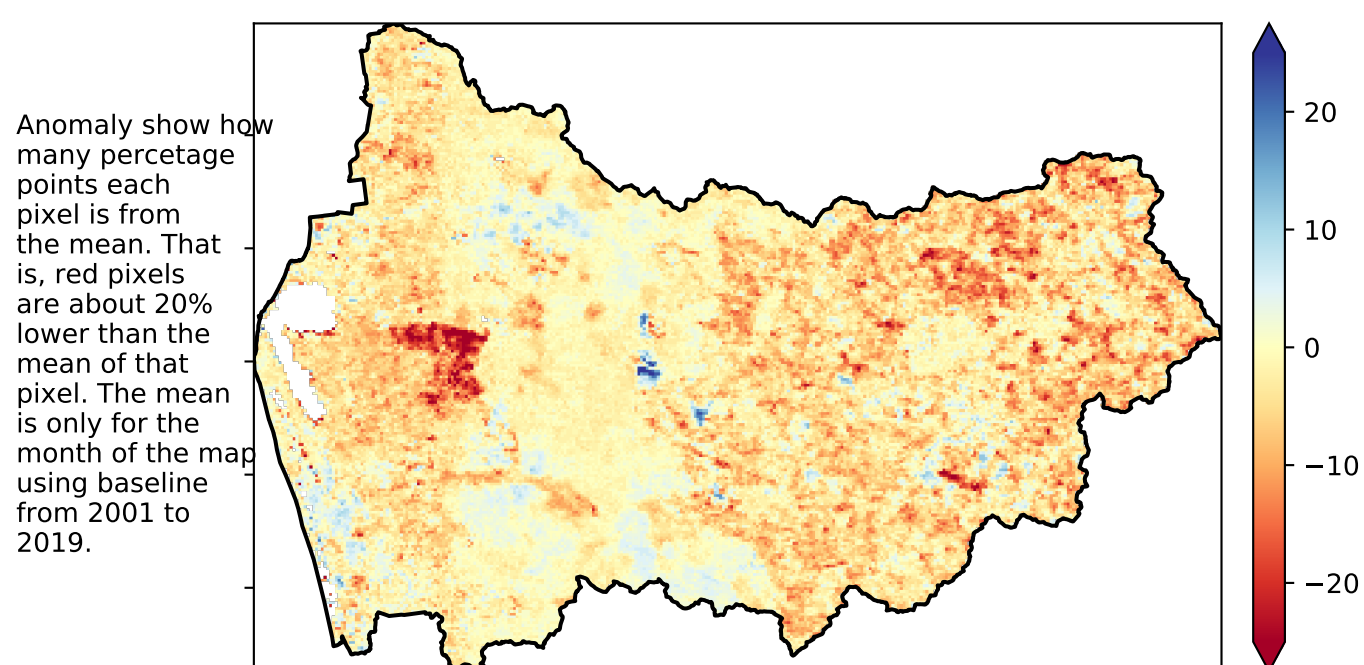 Anomaly show how
many percetage
points each
pixel is from
the mean. That
is, red pixels
are about 20%
lower than the
mean of that
pixel. The mean
is only for the
month of the map
using baseline
from 2001 to
2019.
20
10
0
−10
−20